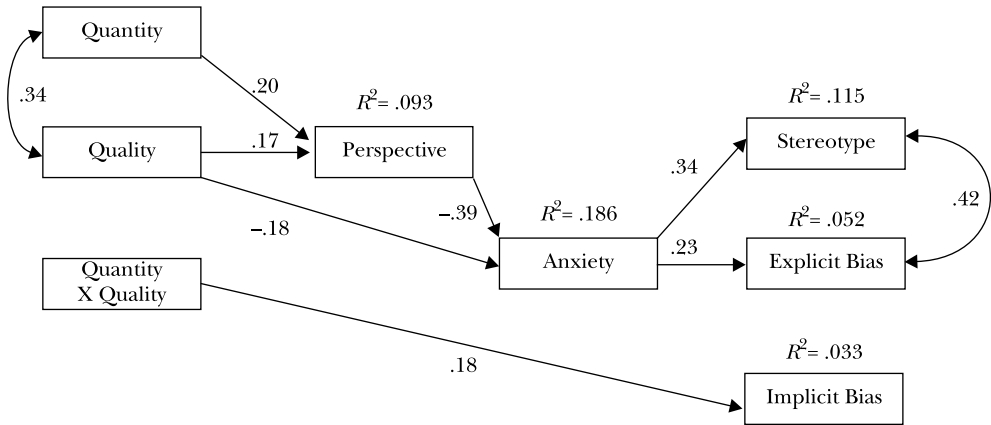 Quantity
.34
.20
R²= .093
R²= .115
Quality
.17
Perspective
Stereotype
.34
–.39
–.18
R²= .186
R²= .052
.42
.23
Quantity
X Quality
Anxiety
Explicit Bias
.18
R²= .033
Implicit Bias